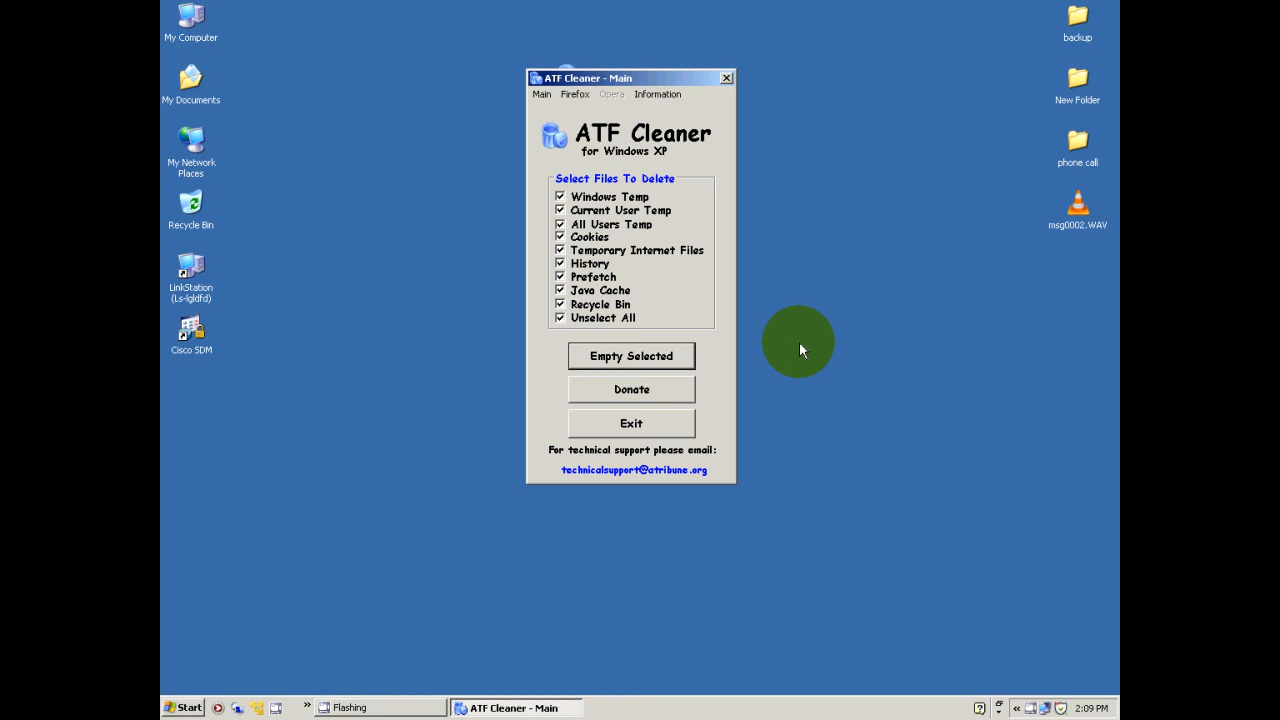 My Computer
My Documents
My Network
Places
Recycle Bin
LinkStation
(Ls-lgldfd)
Cisco SDM
ATF Cleaner - Main
Main Firefox Opera Information
ATF Cleaner
for Windows XP
Select Files To Delete
Windows Temp
Current User Temp
All Users Temp
Cookies
Temporary Internet Files
History
Prefetch
Java Cache
Recycle Bin
Unselect All
Empty Selected
Donate
Exit
For technical support please email:
technicalsupport@atribune.org
backup
New Folder
phone call
msg0002.WAV
Start
Flashing
ATF Cleaner - Main
2:09 PM